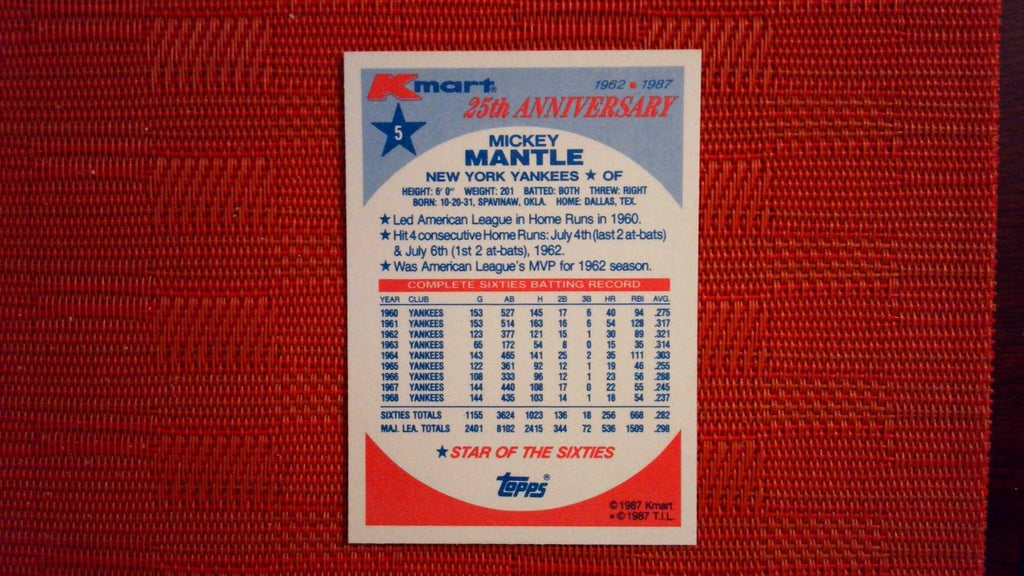 Kmart® 1962 • 1987
25th ANNIVERSARY
5
MICKEY
MANTLE
NEW YORK YANKEES ★ OF
HEIGHT: 6' 0" WEIGHT: 201 BATTED: BOTH THREW: RIGHT
BORN: 10-20-31, SPAVINAW, OKLA. HOME: DALLAS, TEX.
★ Led American League in Home Runs in 1960.
★ Hit 4 consecutive Home Runs: July 4th (last 2 at-bats)
& July 6th (1st 2 at-bats), 1962.
★ Was American League's MVP for 1962 season.
COMPLETE SIXTIES BATTING RECORD
YEAR CLUB G AB H 2B 3B HR RBI AVG.
1960 YANKEES 153 527 145 17 6 40 94 .275
1961 YANKEES 153 514 163 16 6 54 128 .317
1962 YANKEES 123 377 121 15 1 30 89 .321
1963 YANKEES 65 172 54 8 0 15 35 .314
1964 YANKEES 143 465 141 25 2 35 111 .303
1965 YANKEES 122 361 92 12 1 19 46 .255
1966 YANKEES 108 333 96 12 1 23 56 .288
1967 YANKEES 144 440 108 17 0 22 55 .245
1968 YANKEES 144 435 103 14 1 18 54 .237
SIXTIES TOTALS 1155 3624 1023 136 18 256 668 .282
MAJ. LEA. TOTALS 2401 8102 2415 344 72 536 1509 .298
★ STAR OF THE SIXTIES
Topps®
© 1987 Kmart
• © 1987 T.I.L.